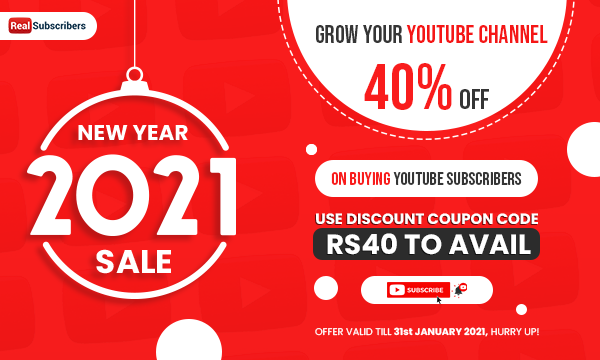 Real Subscribers
GROW YOUR YOUTUBE CHANNEL
40% OFF
NEW YEAR
2021
SALE
ON BUYING YOUTUBE SUBSCRIBERS
USE DISCOUNT COUPON CODE
RS40 TO AVAIL
SUBSCRIBE
OFFER VALID TILL 31st JANUARY 2021, HURRY UP!